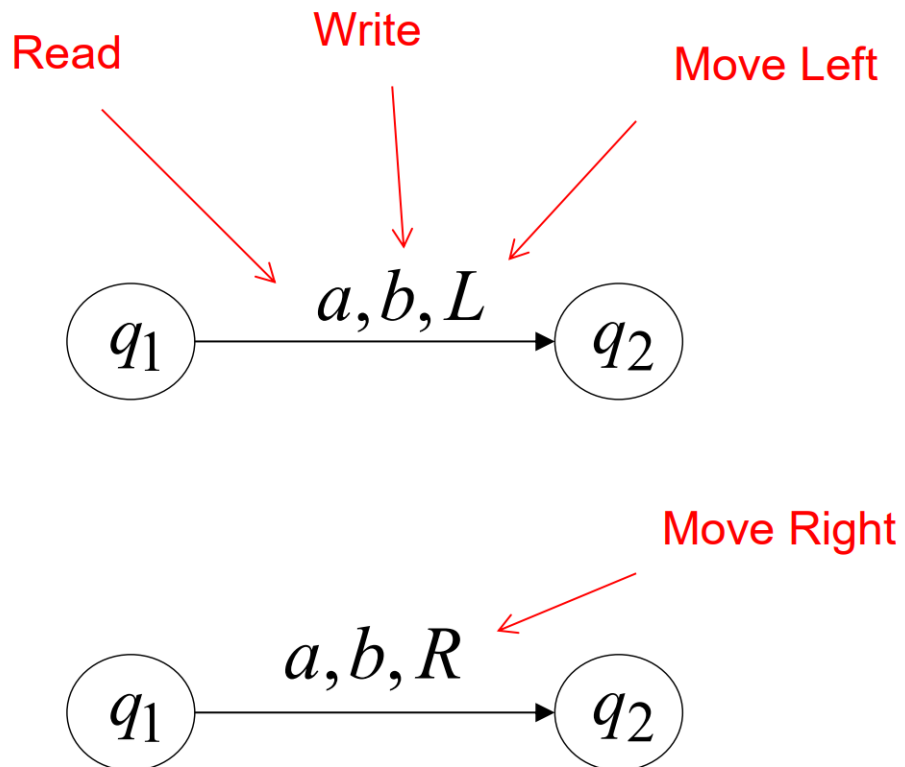 Read
Write
Move Left
a, b, L
q1
q2
Move Right
a, b, R
q1
q2